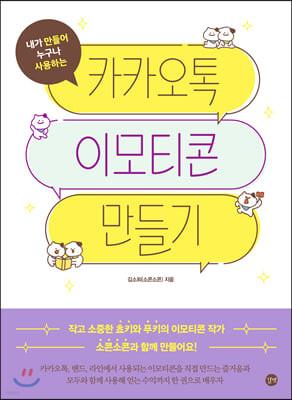 내가 만들어
누구나
사용하는
카카오톡
이모티콘
만들기
김소희(소콘소콘) 지음
작고 소중한 쵸키와 푸키의 이모티콘 작가
소콘소콘과 함께 만들어요!
카카오톡, 밴드, 라인에서 사용되는 이모티콘을 직접 만드는 즐거움과
모두와 함께 사용해 얻는 수익까지 한 권으로 배우자
길벗
yes24